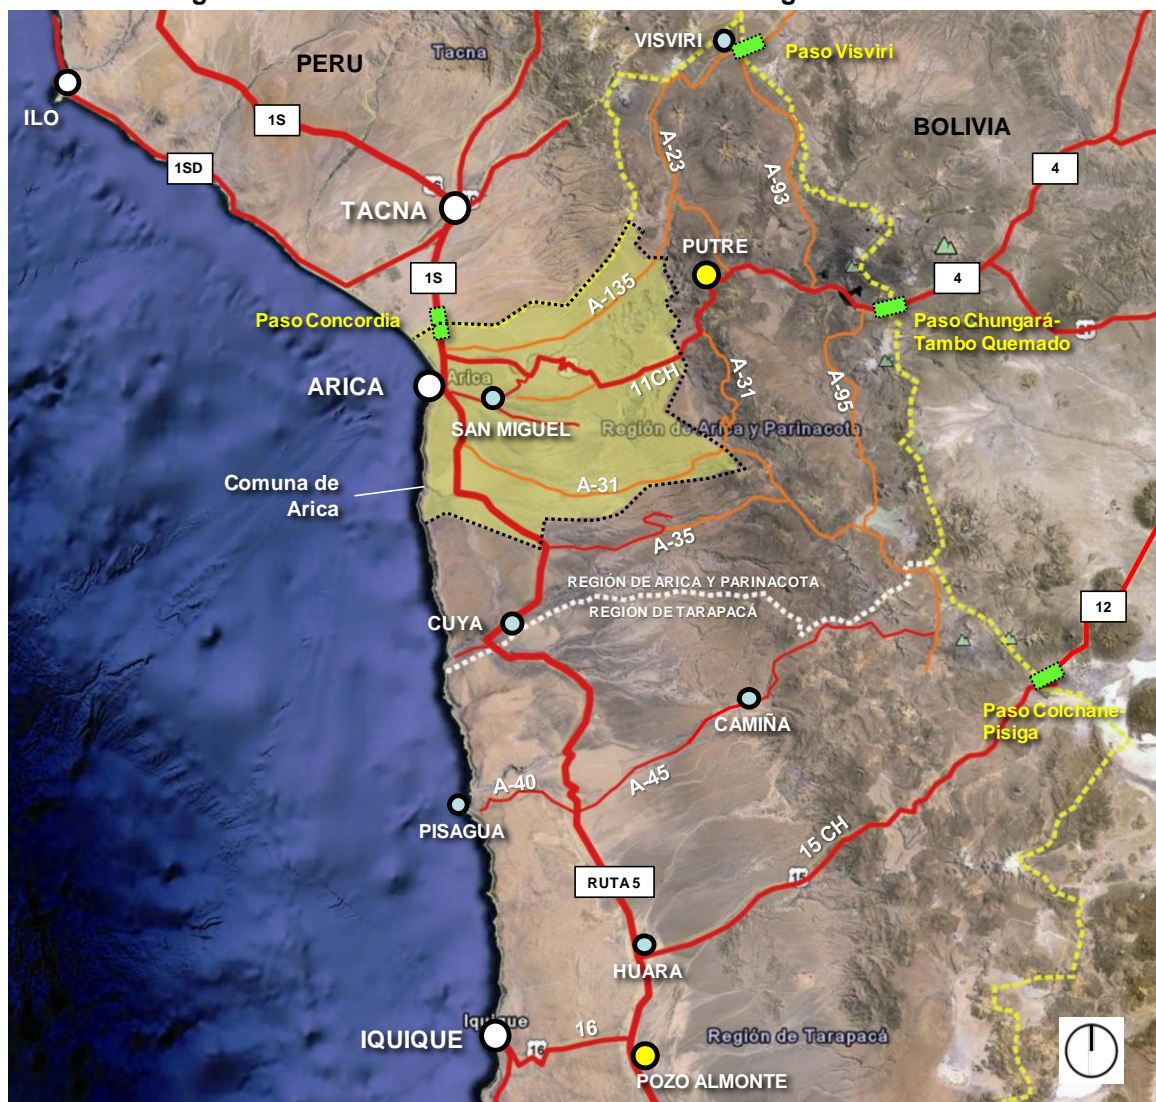 VISVIRI
Paso Visviri
PERU
Tacna
ILO
1S
BOLIVIA
1SD
4
A-23
A-93
TACNA
PUTRE
1S
4
A-135
Paso Concordia
Paso Chungará-
Tambo Quemado
ARICA
Arica
11CH
A-31
A-95
SAN MIGUEL
Región de Arica y Parinacota
Comuna de
Arica
A-31
A-35
REGIÓN DE ARICA Y PARINACOTA
REGIÓN DE TARAPACÁ
12
CUYA
Paso Colchane-
Pisiga
CAMIÑA
A-40
A-45
PISAGUA
15 CH
15
RUTA 5
HUARA
Iquique
IQUIQUE
16
16
Región de Tarapacá
POZO ALMONTE